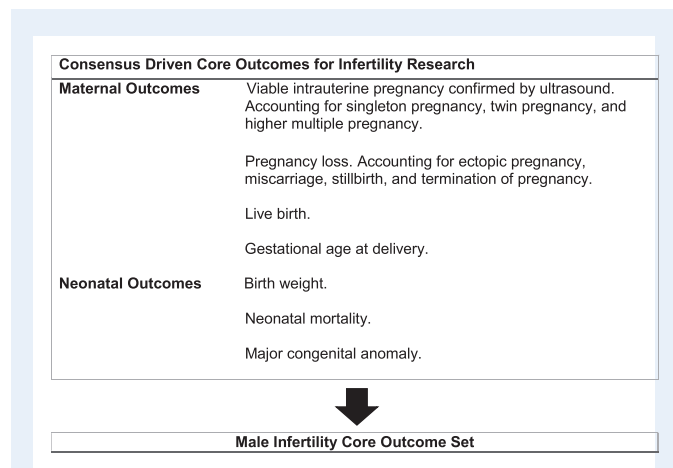 Consensus Driven Core Outcomes for Infertility Research
Maternal Outcomes Viable intrauterine pregnancy confirmed by ultrasound.
Accounting for singleton pregnancy, twin pregnancy, and
higher multiple pregnancy.
Pregnancy loss. Accounting for ectopic pregnancy,
miscarriage, stillbirth, and termination of pregnancy.
Live birth.
Gestational age at delivery.
Neonatal Outcomes Birth weight.
Neonatal mortality.
Major congenital anomaly.
Male Infertility Core Outcome Set